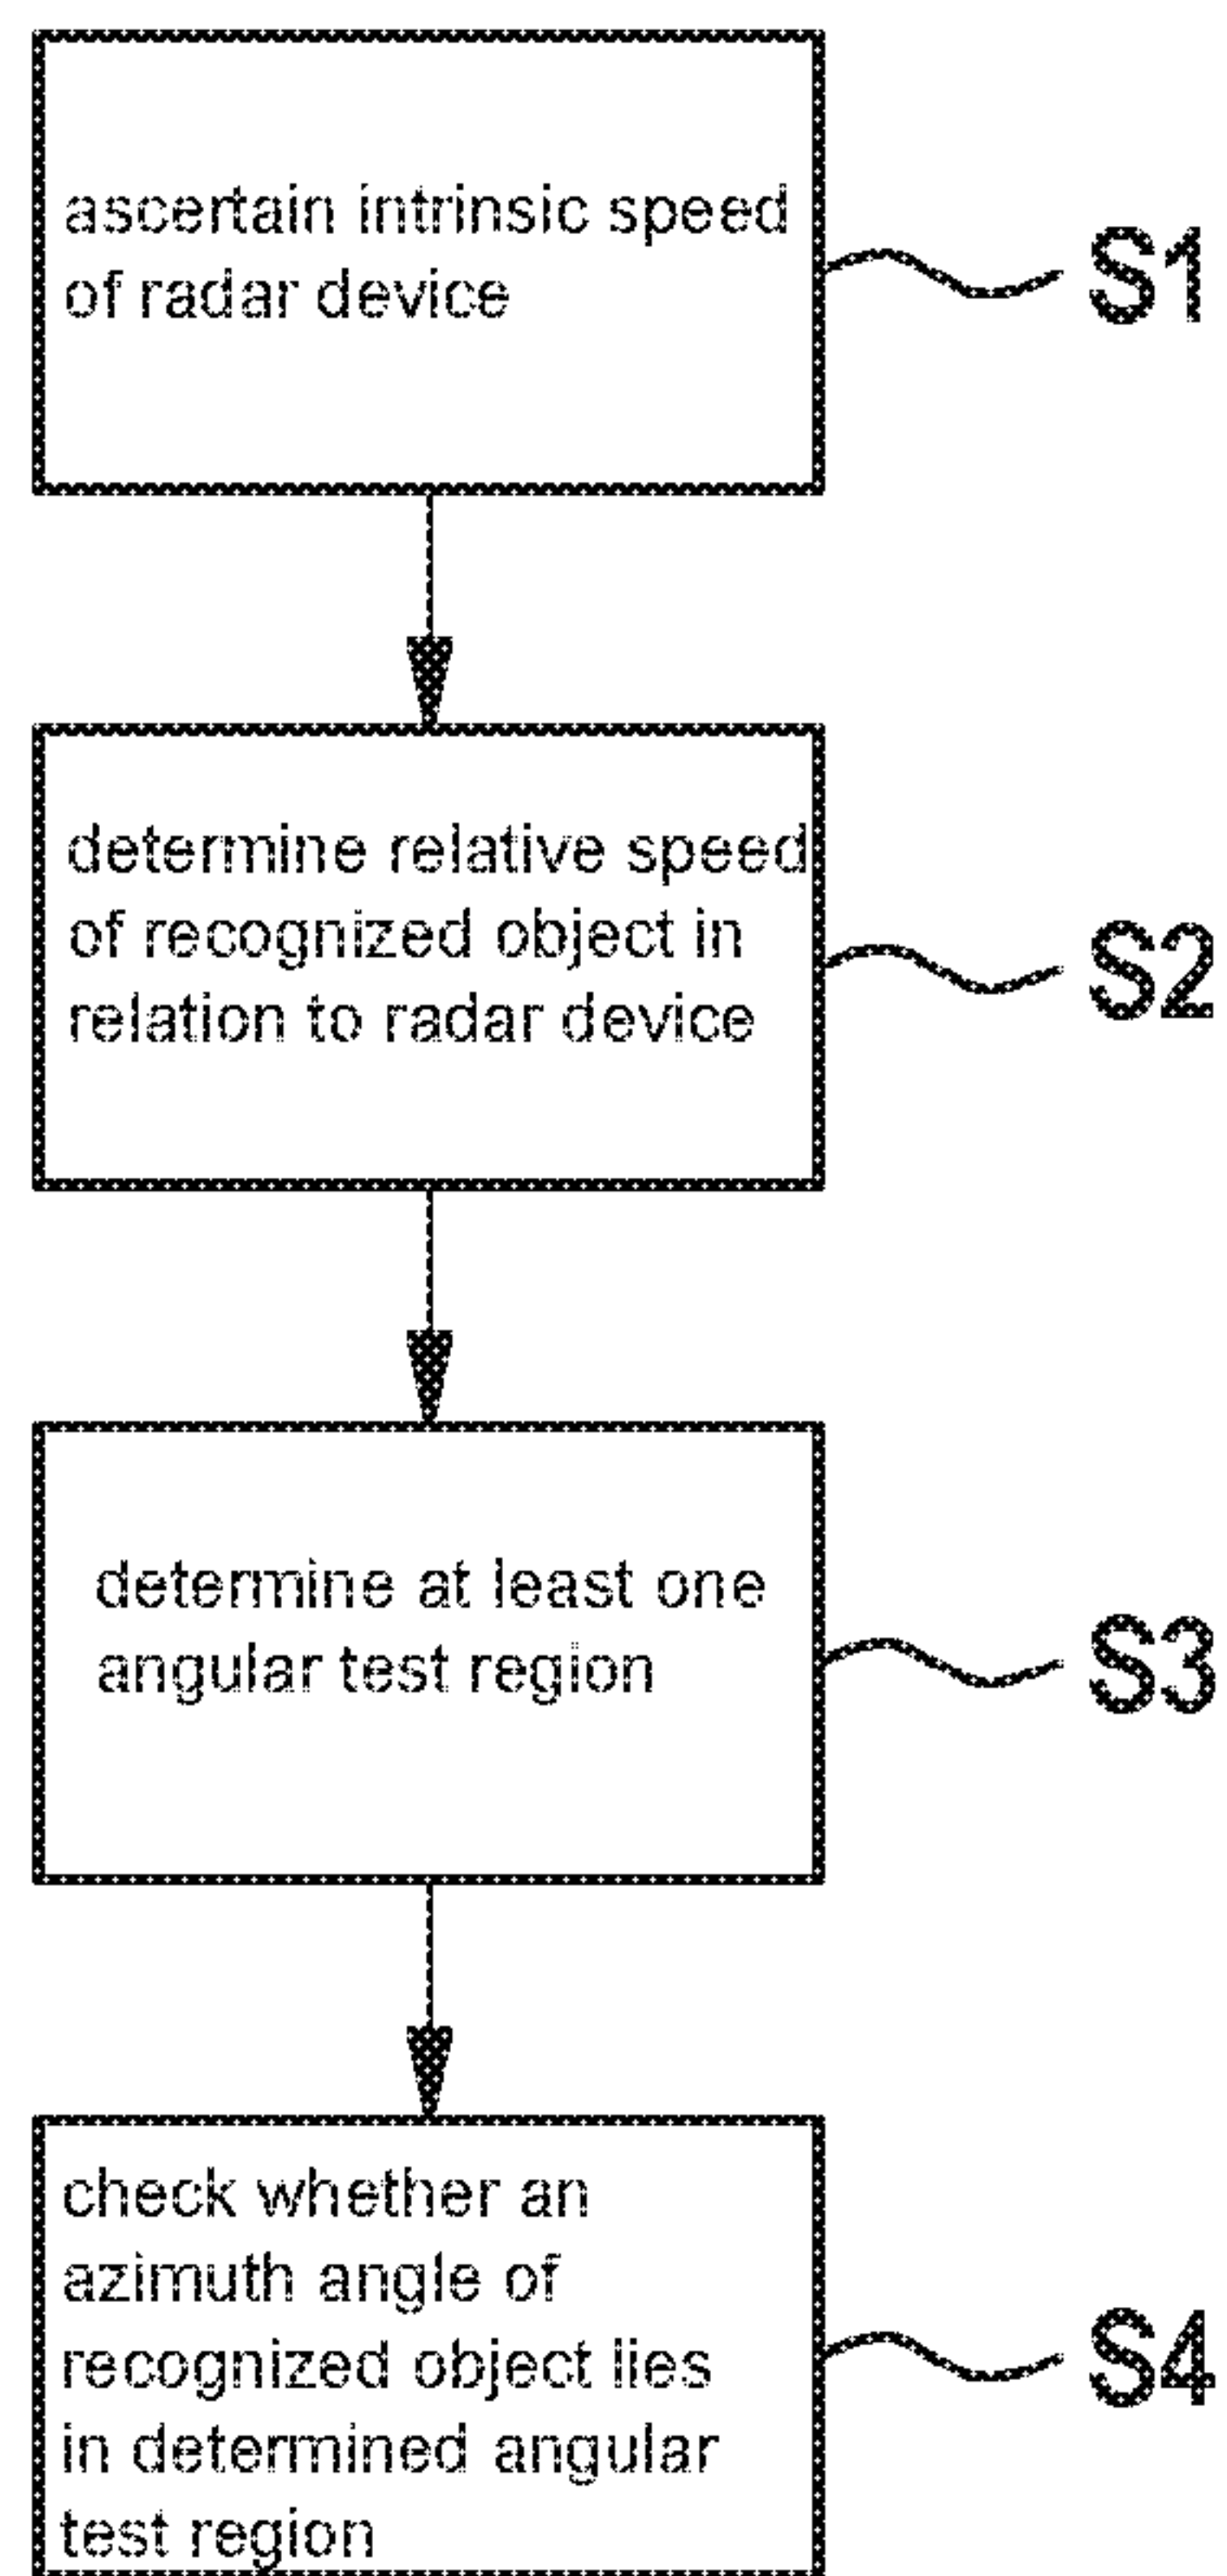 ascertain intrinsic speed
of radar device
S1
determine relative speed
of recognized object in
relation to radar device
S2
determine at least one
angular test region
S3
check whether an
azimuth angle of
recognized object lies
in determined angular
test region
S4